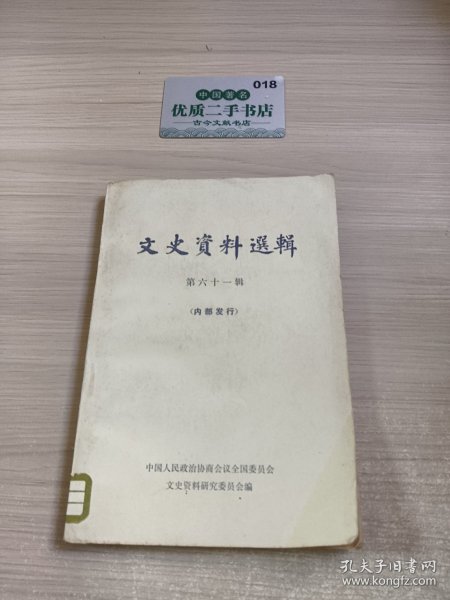 018
中国著名
优质二手书店
古今文献书店
文史資料選輯
第六十一辑
(内部发行)
中国人民政治协商会议全国委员会
文史资料研究委员会编
孔夫子旧书网
www.kongfz.com